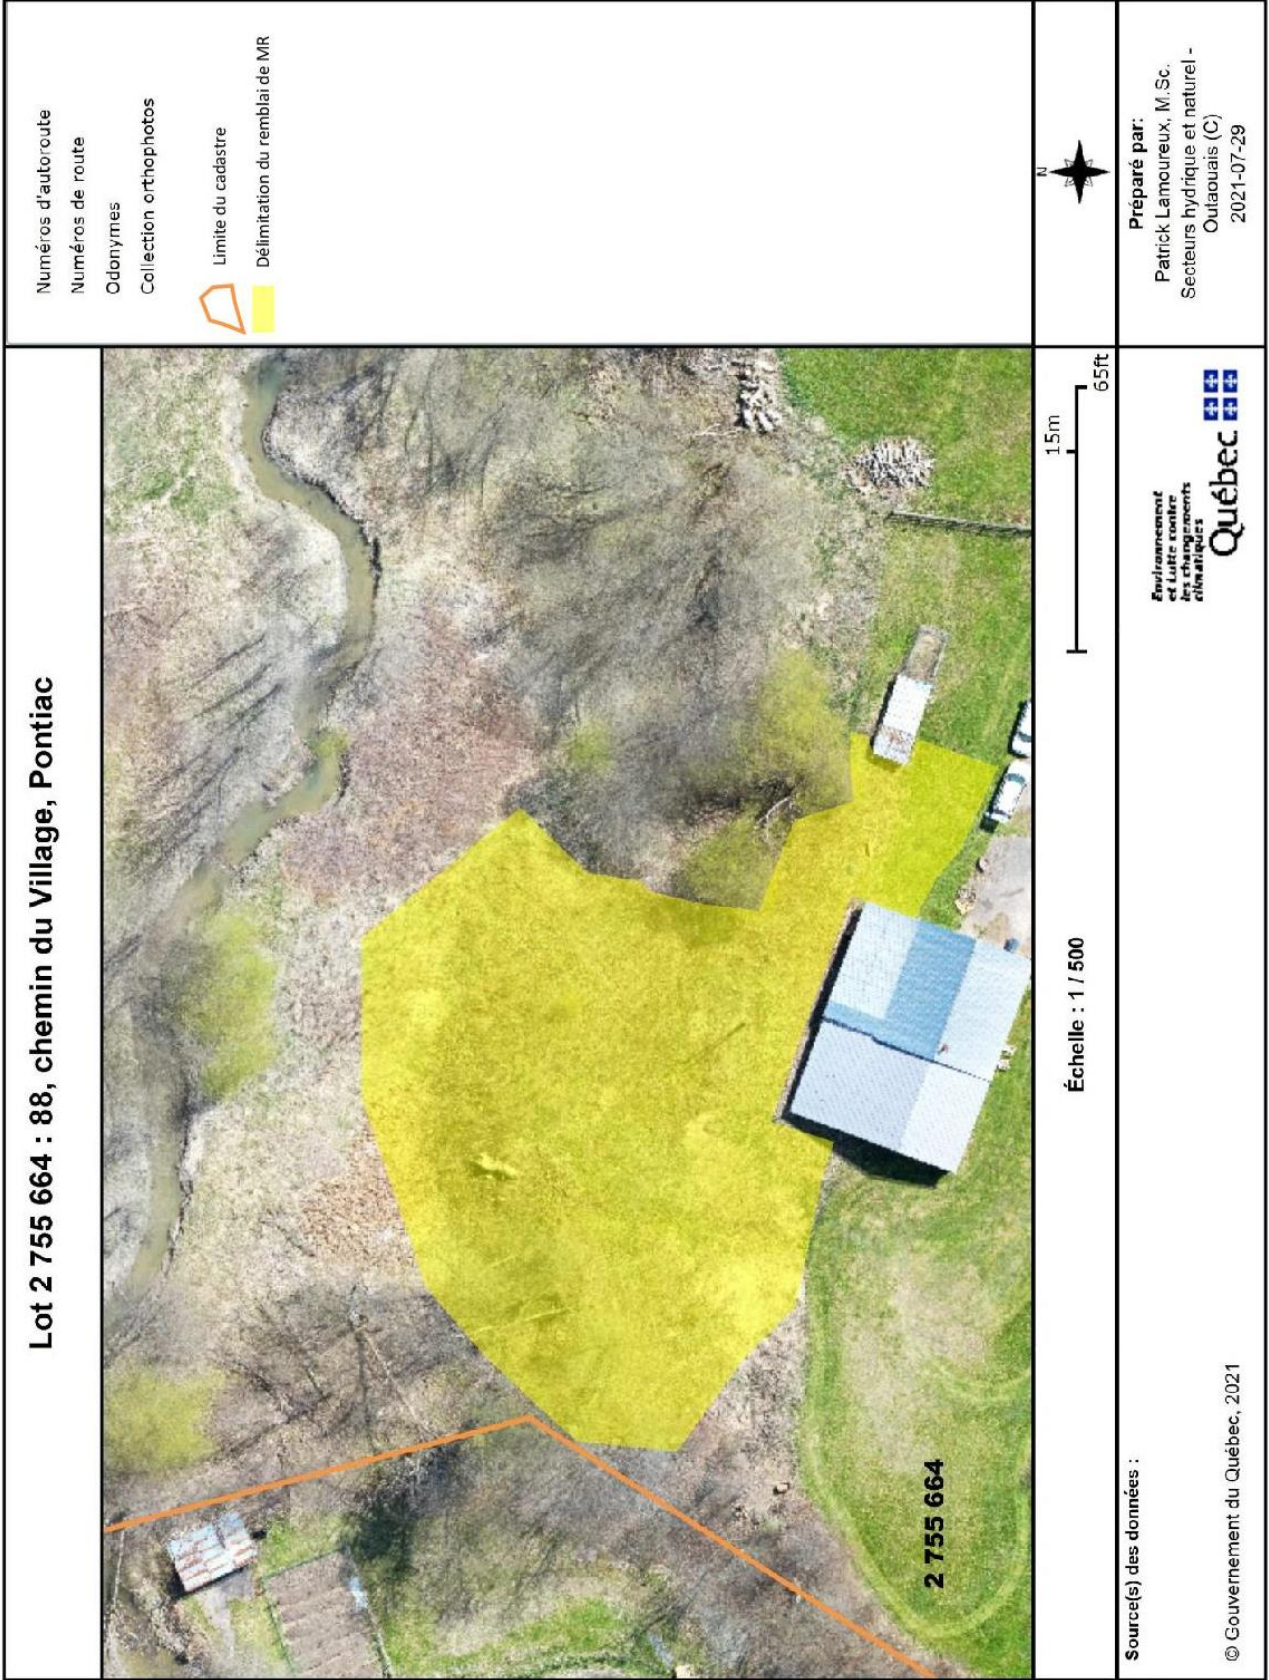 Lot 2 755 664 : 88, chemin du Village, Pontiac
Numéros d'autoroute
Numéros de route
Odonymes
Collection orthophotos
Limite du cadastre
Délimitation du remblai de MR
2 755 664
Échelle : 1 / 500
15m
65ft
N
Source(s) des données :
© Gouvernement du Québec, 2021
Environnement
et Lutte contre
les changements
climatiques
Québec
Préparé par:
Patrick Lamoureux, M.Sc.
Secteurs hydrique et naturel -
Outaouais (C)
2021-07-29